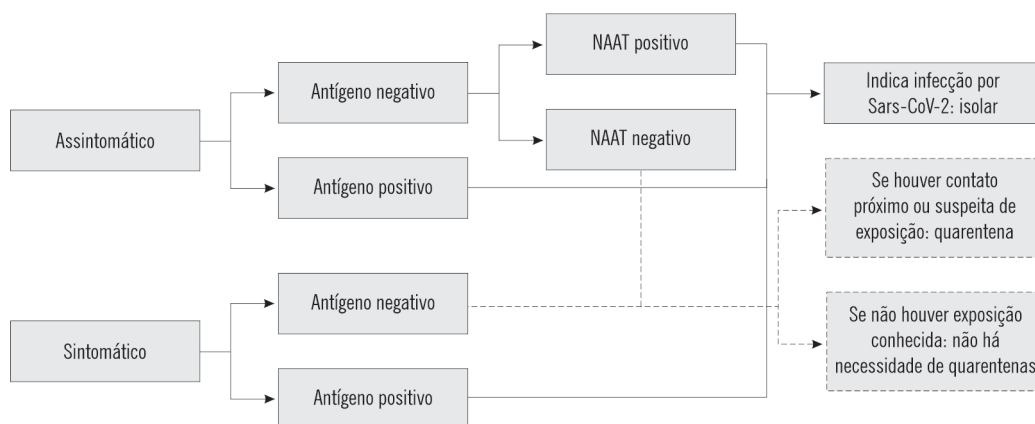 Assintomático
Antígeno negativo
Antígeno positivo
NAAT positivo
NAAT negativo
Indica infecção por
Sars-CoV-2: isolar
Se houver contato
próximo ou suspeita de
exposição: quarentena
Sintomático
Antígeno negativo
Antígeno positivo
Se não houver exposição
conhecida: não há
necessidade de quarentenas